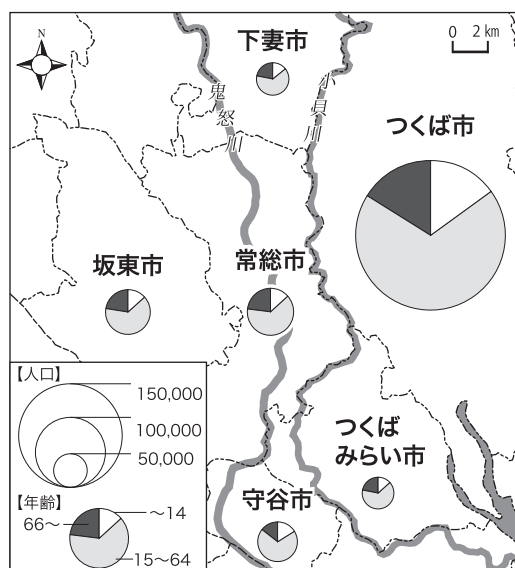 N
0 2 km
下妻市
鬼怒川
小貝川
つくば市
坂東市
常総市
【人口】
150,000
100,000
50,000
つくば
みらい市
【年齢】
66〜
〜14
15〜64
守谷市